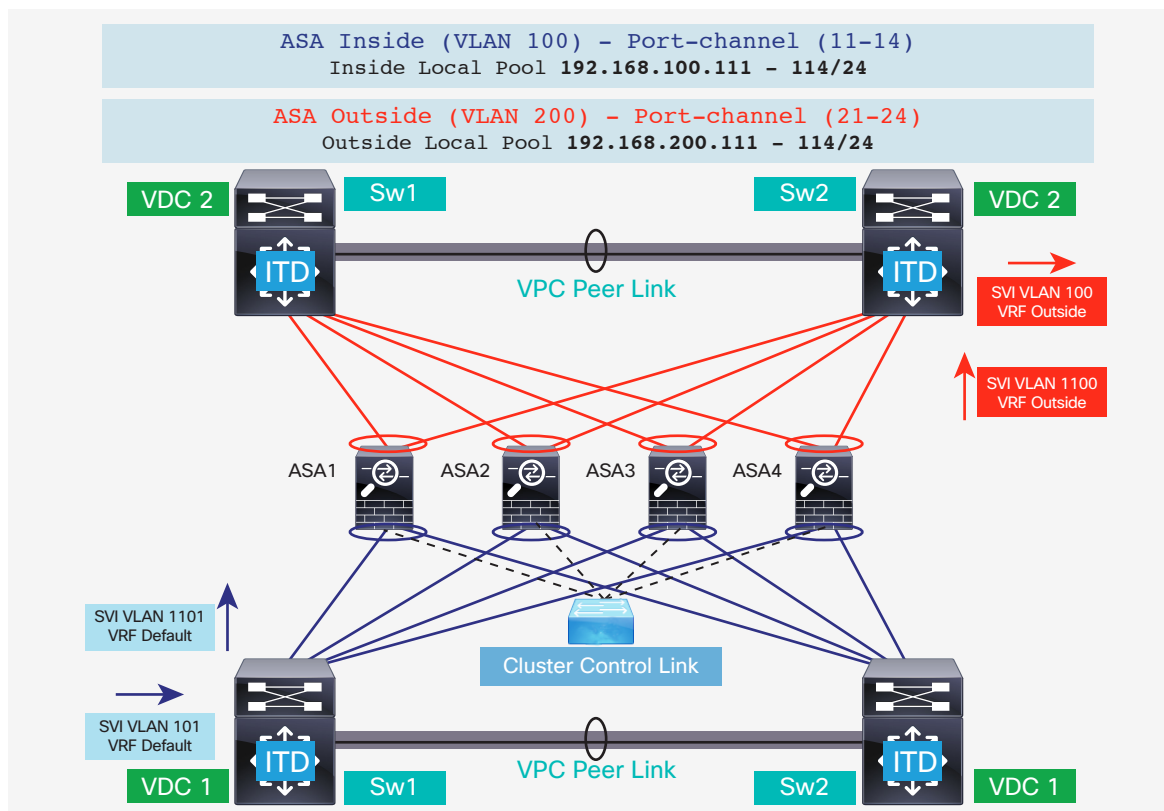 ASA Inside (VLAN 100) – Port-channel (11-14)
Inside Local Pool 192.168.100.111 – 114/24
ASA Outside (VLAN 200) – Port-channel (21-24)
Outside Local Pool 192.168.200.111 – 114/24
VDC 2
Sw1
Sw2
VDC 2
ITD
ITD
VPC Peer Link
SVI VLAN 100
VRF Outside
SVI VLAN 1100
VRF Outside
ASA1
ASA2
ASA3
ASA4
SVI VLAN 1101
VRF Default
Cluster Control Link
SVI VLAN 101
VRF Default
ITD
ITD
VPC Peer Link
VDC 1
Sw1
Sw2
VDC 1